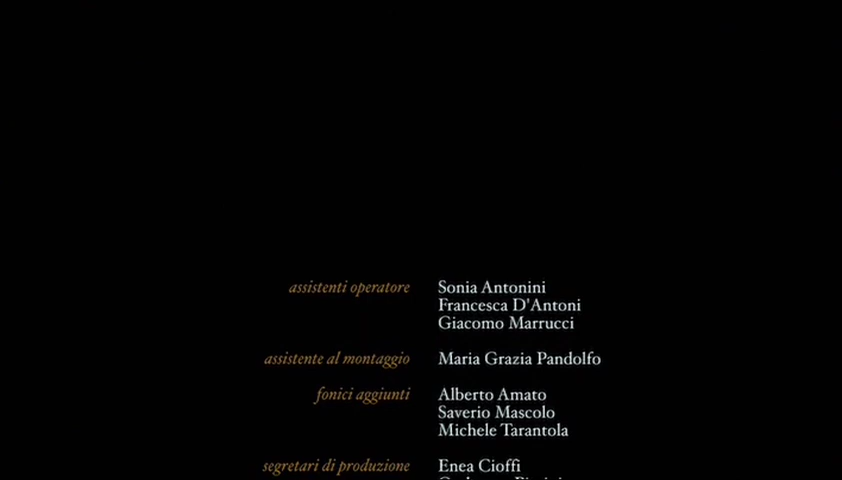 assistenti operatore Sonia Antonini
Francesca D'Antoni
Giacomo Marrucci
assistente al montaggio Maria Grazia Pandolfo
fonici aggiunti Alberto Amato
Saverio Mascolo
Michele Tarantola
segretari di produzione Enea Cioffi